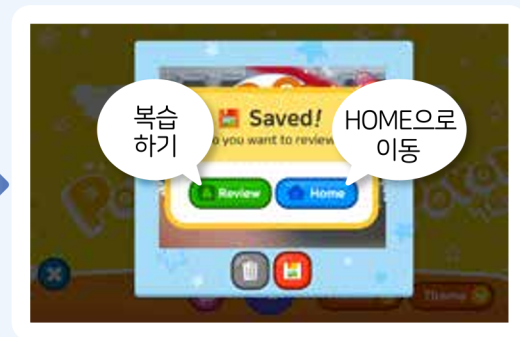 복습
하기
HOME으로
이동
Saved!
you want to review
Review
Home
Theme